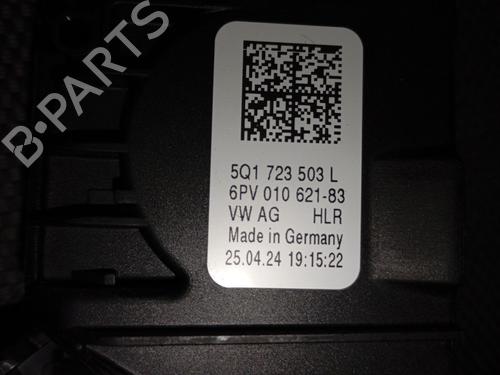 B-PARTS
5Q1 723 503 L
6PV 010 621-83
VW AG HLR
Made in Germany
25.04.24 19:15:22